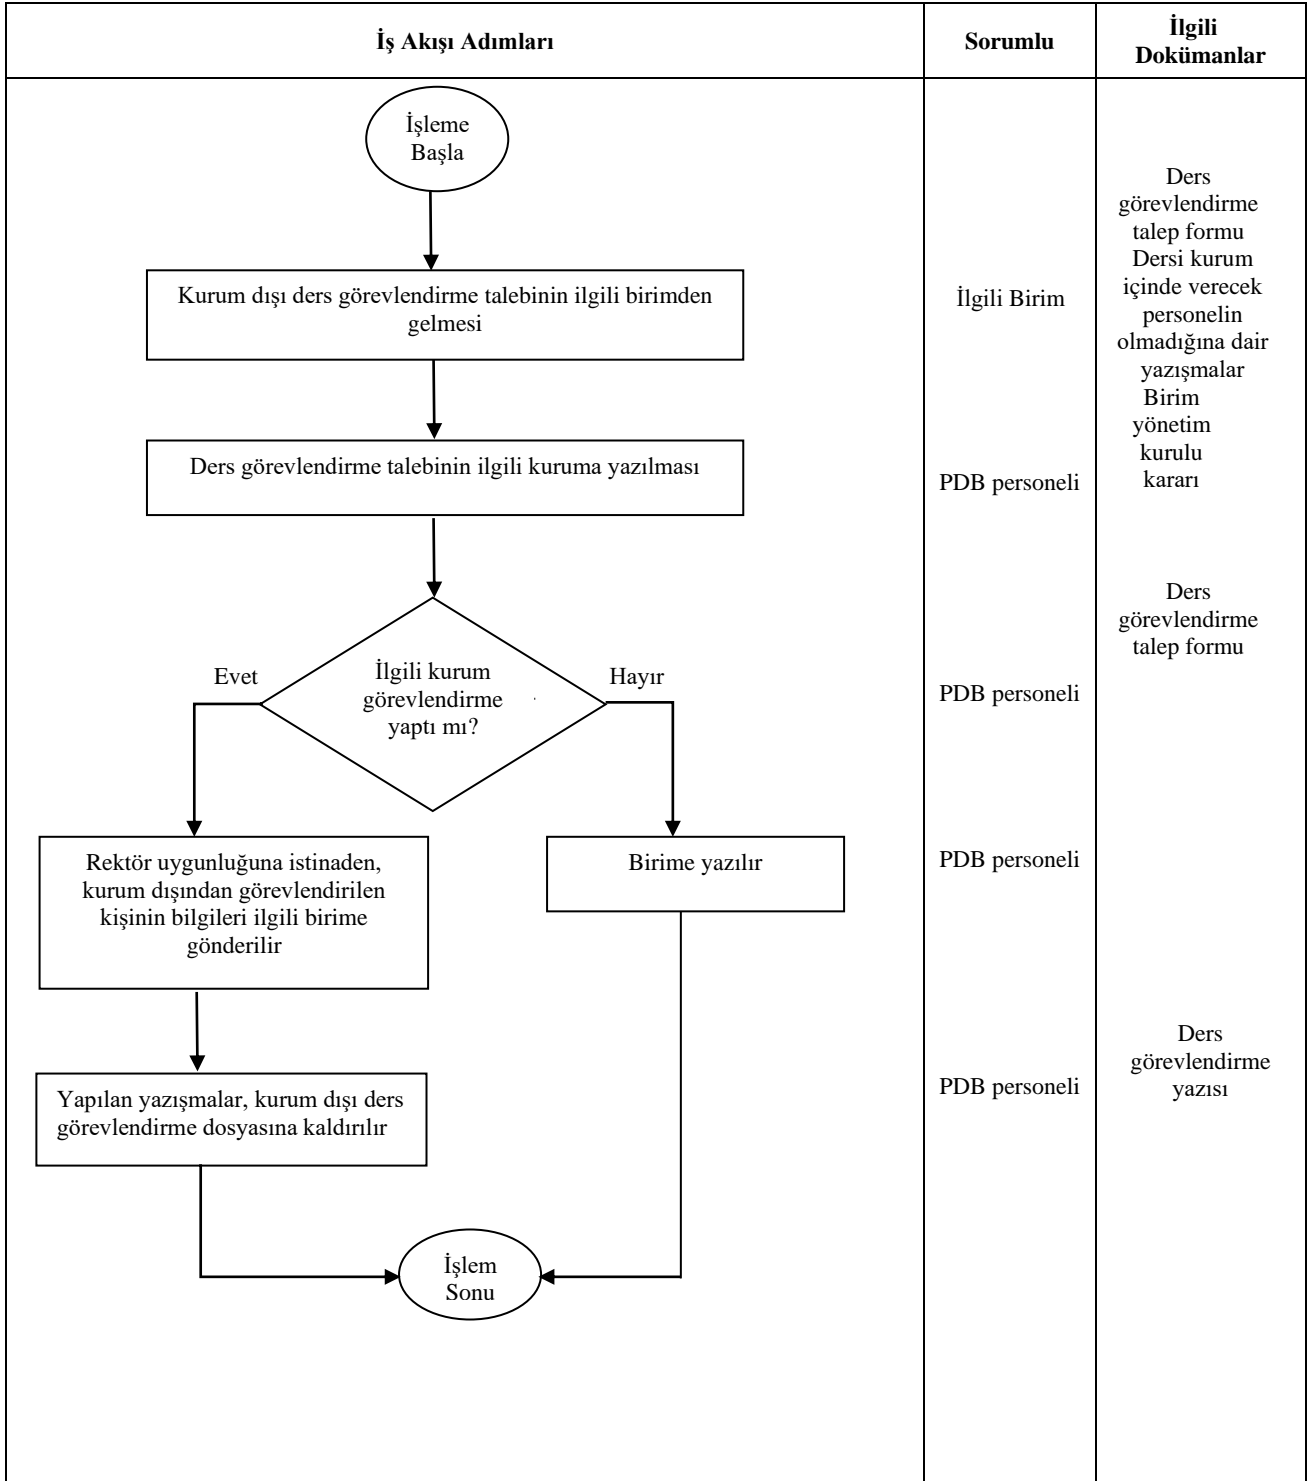 İş Akışı Adımları
Sorumlu
İlgili
Dokümanlar
İşleme
Başla
Kurum dışı ders görevlendirme talebinin ilgili birimden
gelmesi
Ders görevlendirme talebinin ilgili kuruma yazılması
İlgili kurum
görevlendirme
yaptı mı?
Evet
Hayır
Rektör uygunluğuna istinaden,
kurum dışından görevlendirilen
kişinin bilgileri ilgili birime
gönderilir
Birime yazılır
Yapılan yazışmalar, kurum dışı ders
görevlendirme dosyasına kaldırılır
İşlem
Sonu
İlgili Birim
PDB personeli
PDB personeli
PDB personeli
PDB personeli
Ders
görevlendirme
talep formu
Dersi kurum
içinde verecek
personelin
olmadığına dair
yazışmalar
Birim
yönetim
kurulu
kararı
Ders
görevlendirme
talep formu
Ders
görevlendirme
yazısı